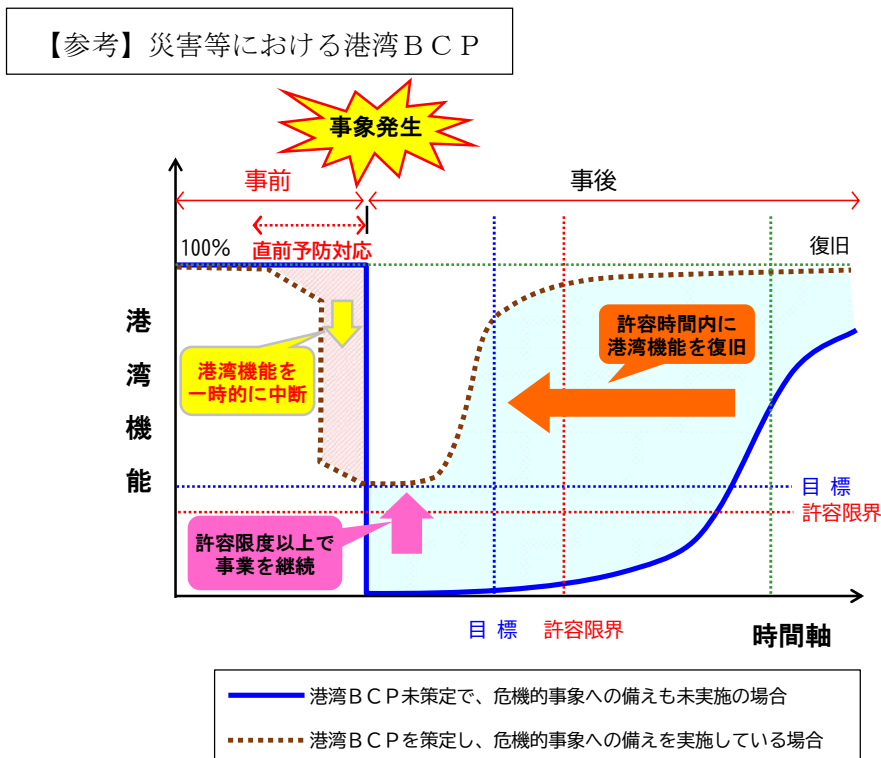 【参考】災害等における港湾ＢＣＰ
事象発生
事前
事後
直前予防対応
100%
復旧
港湾機能
港湾機能を
一時的に中断
許容時間内に
港湾機能を復旧
目 標
許容限界
許容限度以上で
事業を継続
目 標
許容限界
時間軸
港湾ＢＣＰ未策定で、危機的事象への備えも未実施の場合
港湾ＢＣＰを策定し、危機的事象への備えを実施している場合